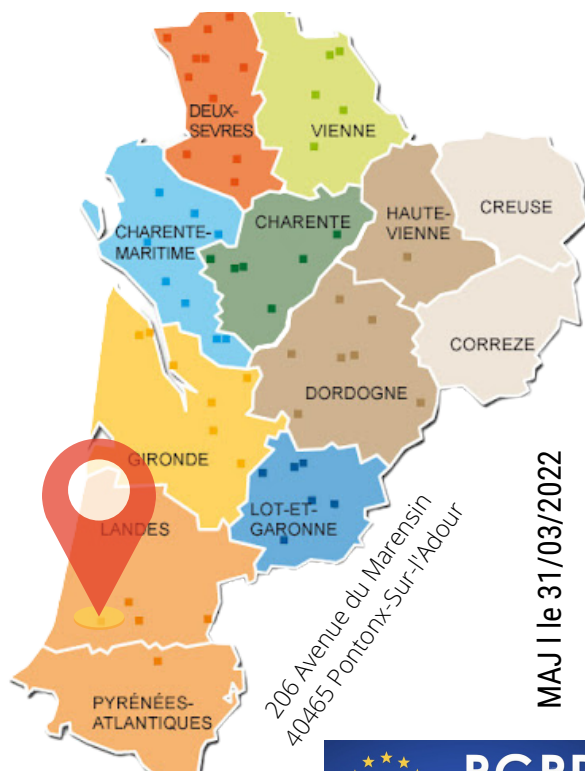 DEUX-
SEVRES
VIENNE
CHARENTE-
MARITIME
CHARENTE
HAUTE-
VIENNE
CREUSE
CORREZE
DORDOGNE
GIRONDE
LOT-ET-
GARONNE
LANDES
PYRÉNÉES-
ATLANTIQUES
206 Avenue du Marensin
40465 Pontonx-Sur-l'Adour
MAJ l le 31/03/2022